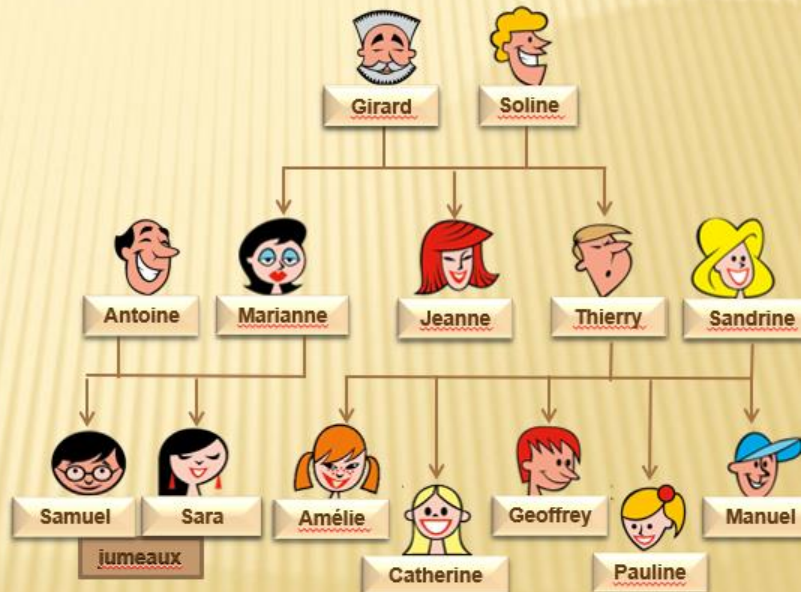 Girard
Soline
Antoine
Marianne
Jeanne
Thierry
Sandrine
Samuel
Sara
Amélie
Geoffrey
Manuel
jumeaux
Catherine
Pauline